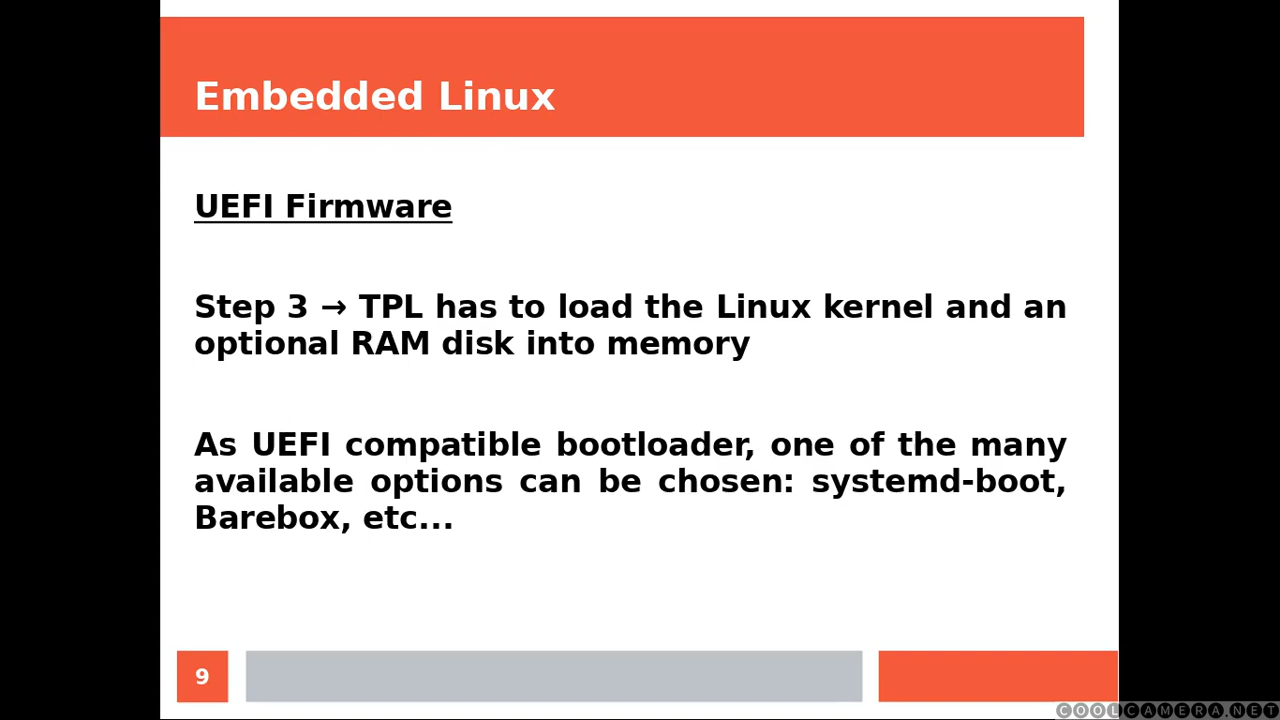 Embedded Linux
UEFI Firmware
Step 3 → TPL has to load the Linux kernel and an
optional RAM disk into memory
As UEFI compatible bootloader, one of the many
available options can be chosen: systemd-boot,
Barebox, etc...
9
COOLCAMERA.NET